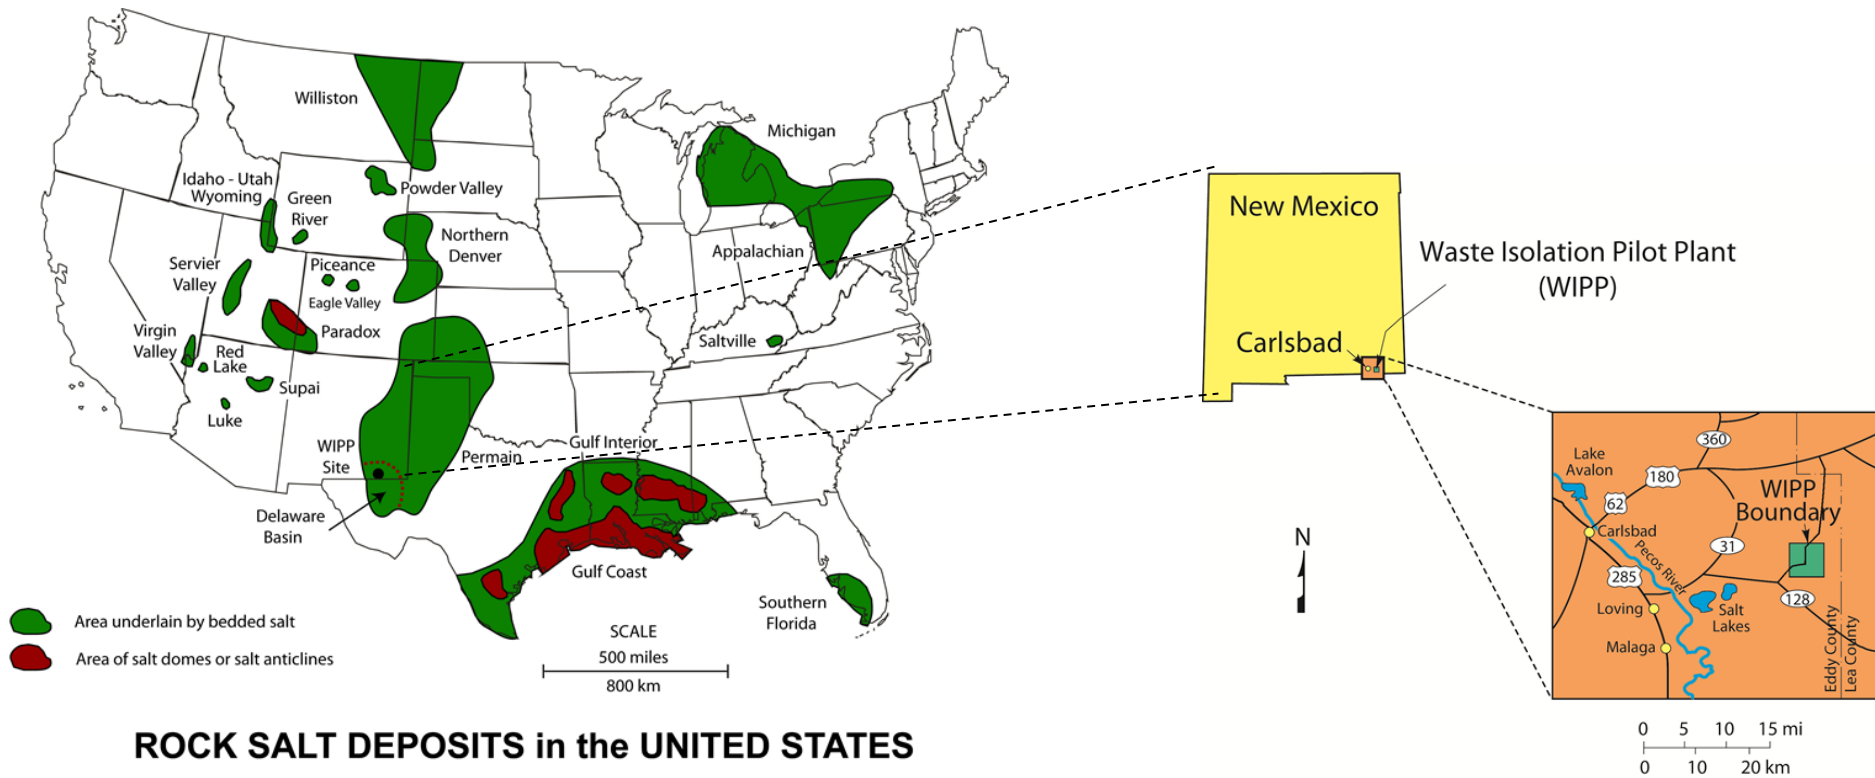 Williston
Michigan
Idaho - Utah
Wyoming
Green
River
Powder Valley
Northern
Denver
Appalachian
Servier
Valley
Piceance
Eagle Valley
Paradox
Virgin
Valley
Red
Lake
Supai
Luke
Saltville
WIPP
Site
Permain
Gulf Interior
Delaware
Basin
Gulf Coast
Southern
Florida
Area underlain by bedded salt
Area of salt domes or salt anticlines
SCALE
500 miles
800 km
ROCK SALT DEPOSITS in the UNITED STATES
New Mexico
Waste Isolation Pilot Plant
(WIPP)
Carlsbad
N
360
Lake
Avalon
180
62
WIPP
Boundary
Carlsbad
Pecos River
31
285
128
Loving
Salt
Lakes
Malaga
Eddy County
Lea County
0 5 10 15 mi
0 10 20 km